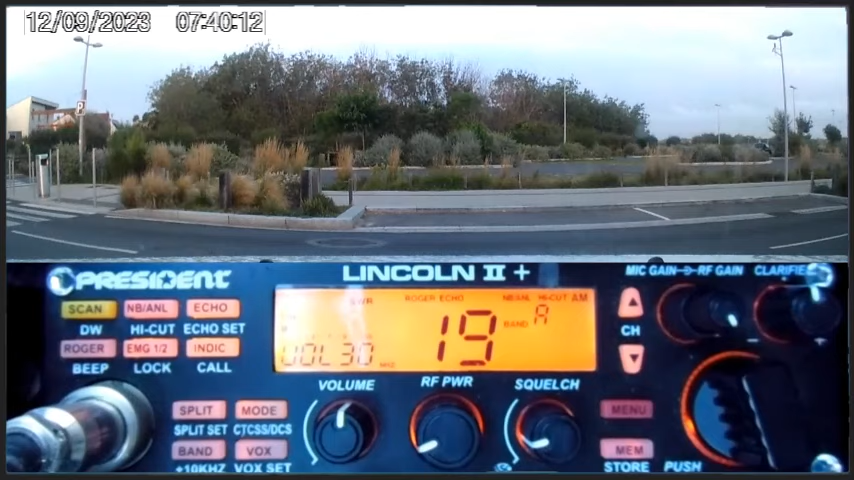 12/09/2023 07:40:12
P
PRESIDENT LINCOLN II + MIC GAIN RF GAIN CLARIFIER
SCAN NB/ANL ECHO
DW HI-CUT ECHO SET
ROGER EMG 1/2 INDIC
BEEP LOCK CALL
SWR ROGER ECHO NB/ANL HI-CUT AM
19 BAND A
VOL30 MHZ
CH
VOLUME RF PWR SQUELCH
SPLIT MODE MENU
SPLIT SET CTCSS/DCS
BAND VOX MEM
+10KHZ VOX SET STORE PUSH